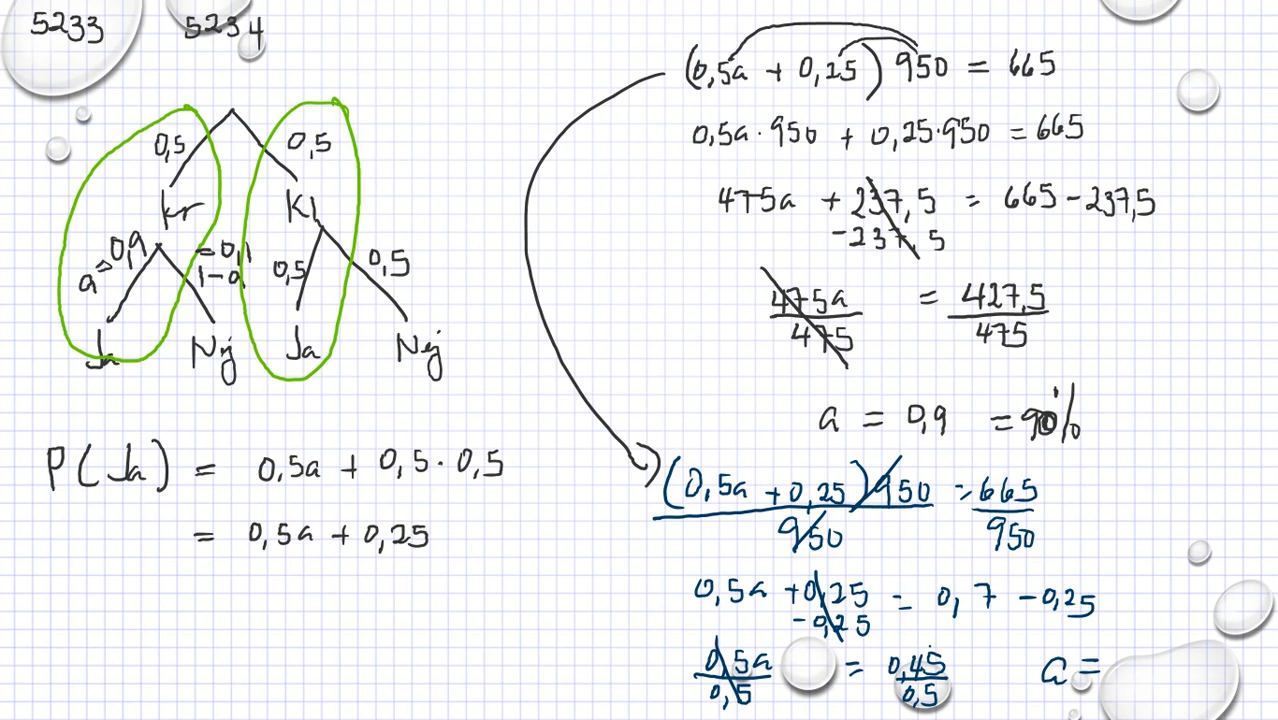 5233 5234
0,5 0,5
Kr Kl
a = 0,9 = 0,1
1-a 0,5 0,5
Ja Nej Ja Nej
P(Ja) = 0,5a + 0,5 · 0,5
= 0,5a + 0,25
(0,5a + 0,25) 950 = 665
0,5a · 950 + 0,25 · 950 = 665
475a + 237,5 = 665 - 237,5
-237,5
475a = 427,5
475 475
a = 0,9 = 90%
(0,5a + 0,25) 950 = 665
950 950
0,5a + 0,25 = 0,7 - 0,25
-0,25
0,5a = 0,45 a =
0,5 0,5